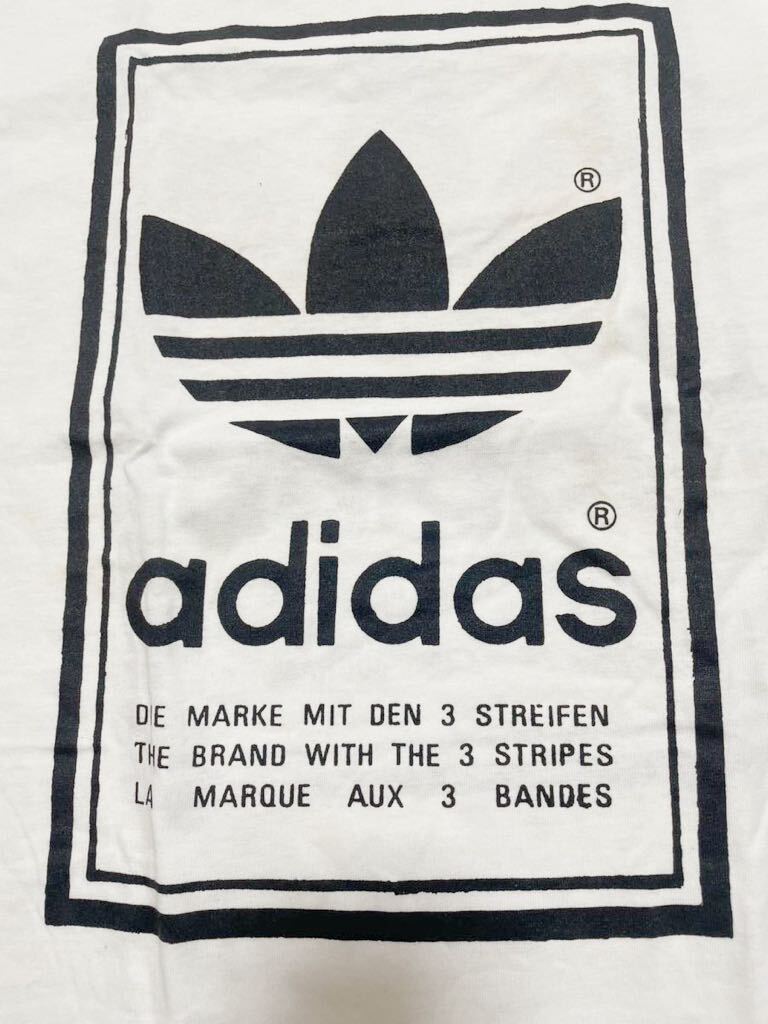 ®
®
adidas
DIE MARKE MIT DEN 3 STREIFEN
THE BRAND WITH THE 3 STRIPES
LA MARQUE AUX 3 BANDES